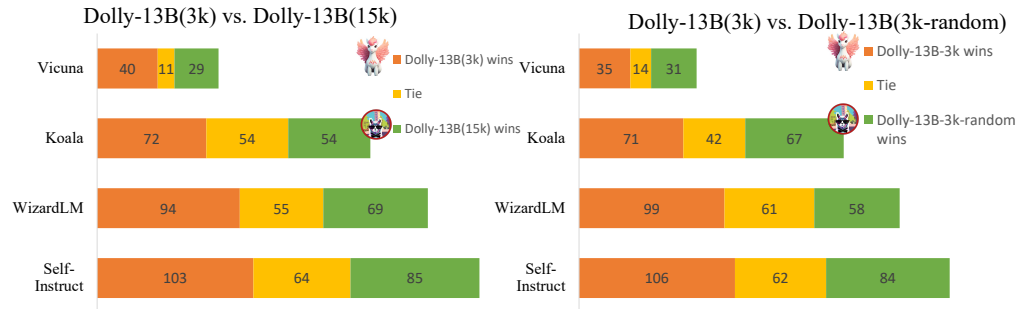 Dolly-13B(3k) vs. Dolly-13B(15k)
Vicuna
40 11 29
Koala
72 54 54
WizardLM
94 55 69
Self-
Instruct
103 64 85
Dolly-13B(3k) wins
Tie
Dolly-13B(15k) wins
Dolly-13B(3k) vs. Dolly-13B(3k-random)
Vicuna
35 14 31
Koala
71 42 67
WizardLM
99 61 58
Self-
Instruct
106 62 84
Dolly-13B-3k wins
Tie
Dolly-13B-3k-random
wins